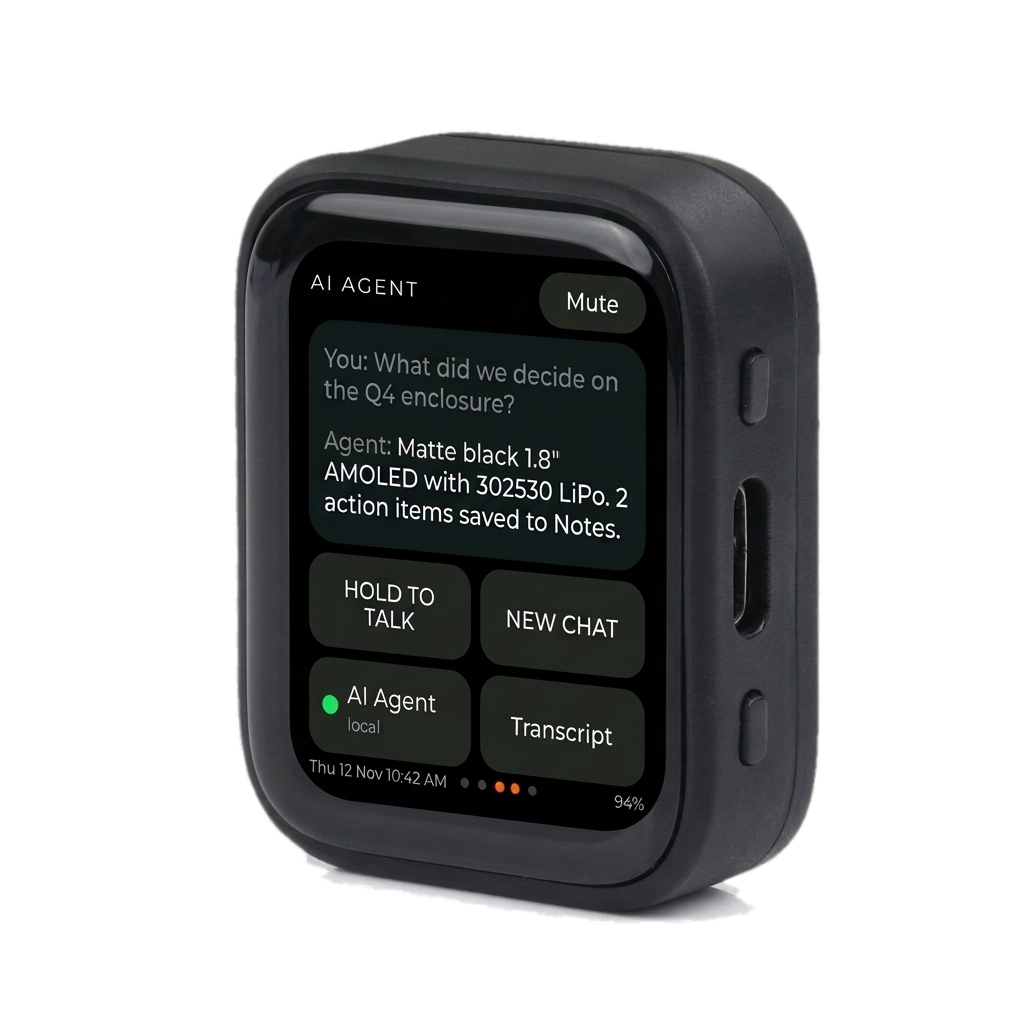 AI AGENT
Mute
You: What did we decide on
the Q4 enclosure?
Agent: Matte black 1.8"
AMOLED with 302530 LiPo. 2
action items saved to Notes.
HOLD TO
TALK
NEW CHAT
AI Agent
local
Transcript
Thu 12 Nov 10:42 AM
94%